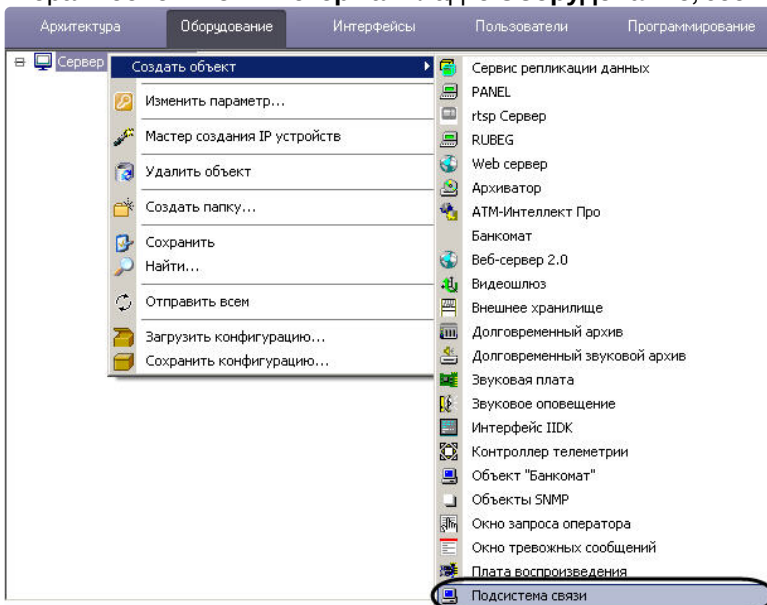 Оборудование
Архитектура Оборудование Интерфейсы Пользователи Программирование
Сервер
Создать объект
Изменить параметр...
Мастер создания IP устройств
Удалить объект
Создать папку...
Сохранить
Найти...
Отправить всем
Загрузить конфигурацию...
Сохранить конфигурацию...
Сервис репликации данных
PANEL
rtsp Сервер
RUBEG
Web сервер
Архиватор
АТМ-Интеллект Про
Банкомат
Веб-сервер 2.0
Видеошлюз
Внешнее хранилище
Долговременный архив
Долговременный звуковой архив
Звуковая плата
Звуковое оповещение
Интерфейс IIDK
Контроллер телеметрии
Объект "Банкомат"
Объекты SNMP
Окно запроса оператора
Окно тревожных сообщений
Плата воспроизведения
Подсистема связи